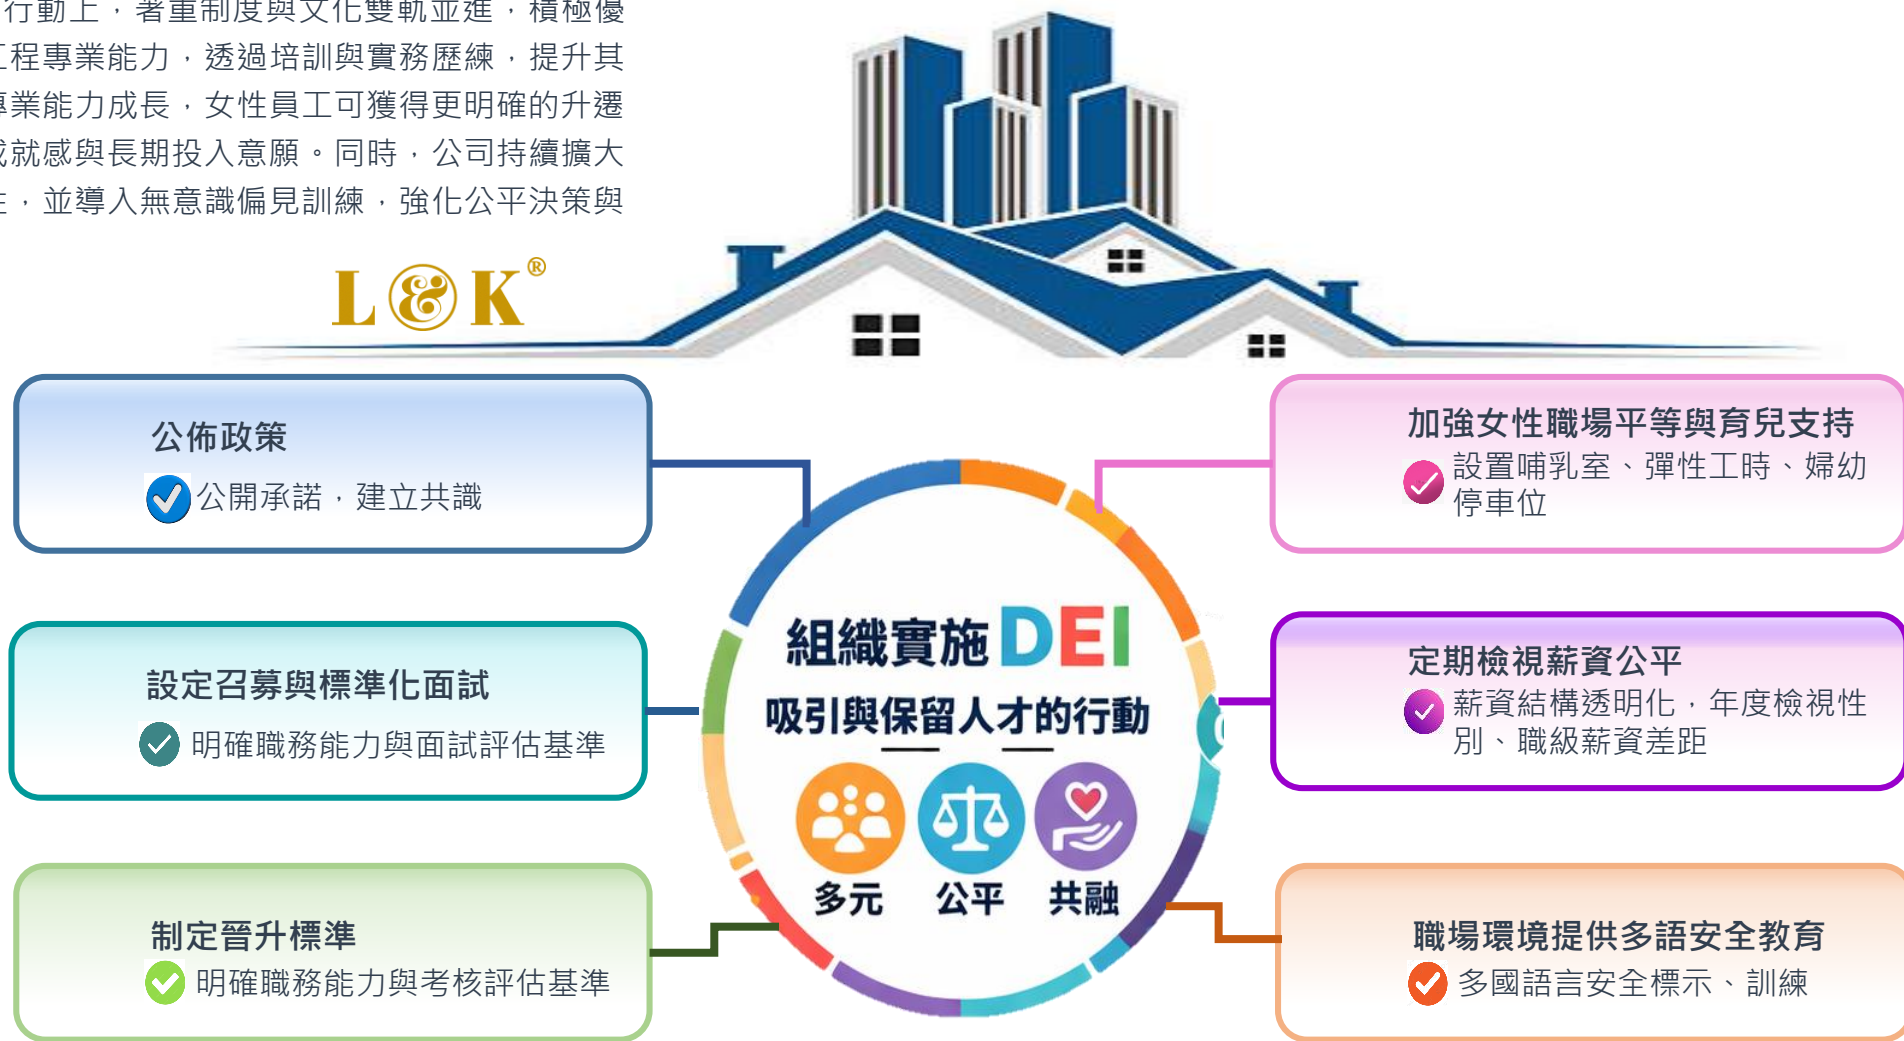 行動上，著重制度與文化雙軌並進，積極優
工程專業能力，透過培訓與實務歷練，提升其
專業能力成長，女性員工可獲得更明確的升遷
成就感與長期投入意願。同時，公司持續擴大
，並導入無意識偏見訓練，強化公平決策與
L & K®
公佈政策
公開承諾，建立共識
設定召募與標準化面試
明確職務能力與面試評估基準
制定晉升標準
明確職務能力與考核評估基準
組織實施DEI
吸引與保留人才的行動
多元 公平 共融
加強女性職場平等與育兒支持
設置哺乳室、彈性工時、婦幼
停車位
定期檢視薪資公平
薪資結構透明化，年度檢視性
別、職級薪資差距
職場環境提供多語安全教育
多國語言安全標示、訓練